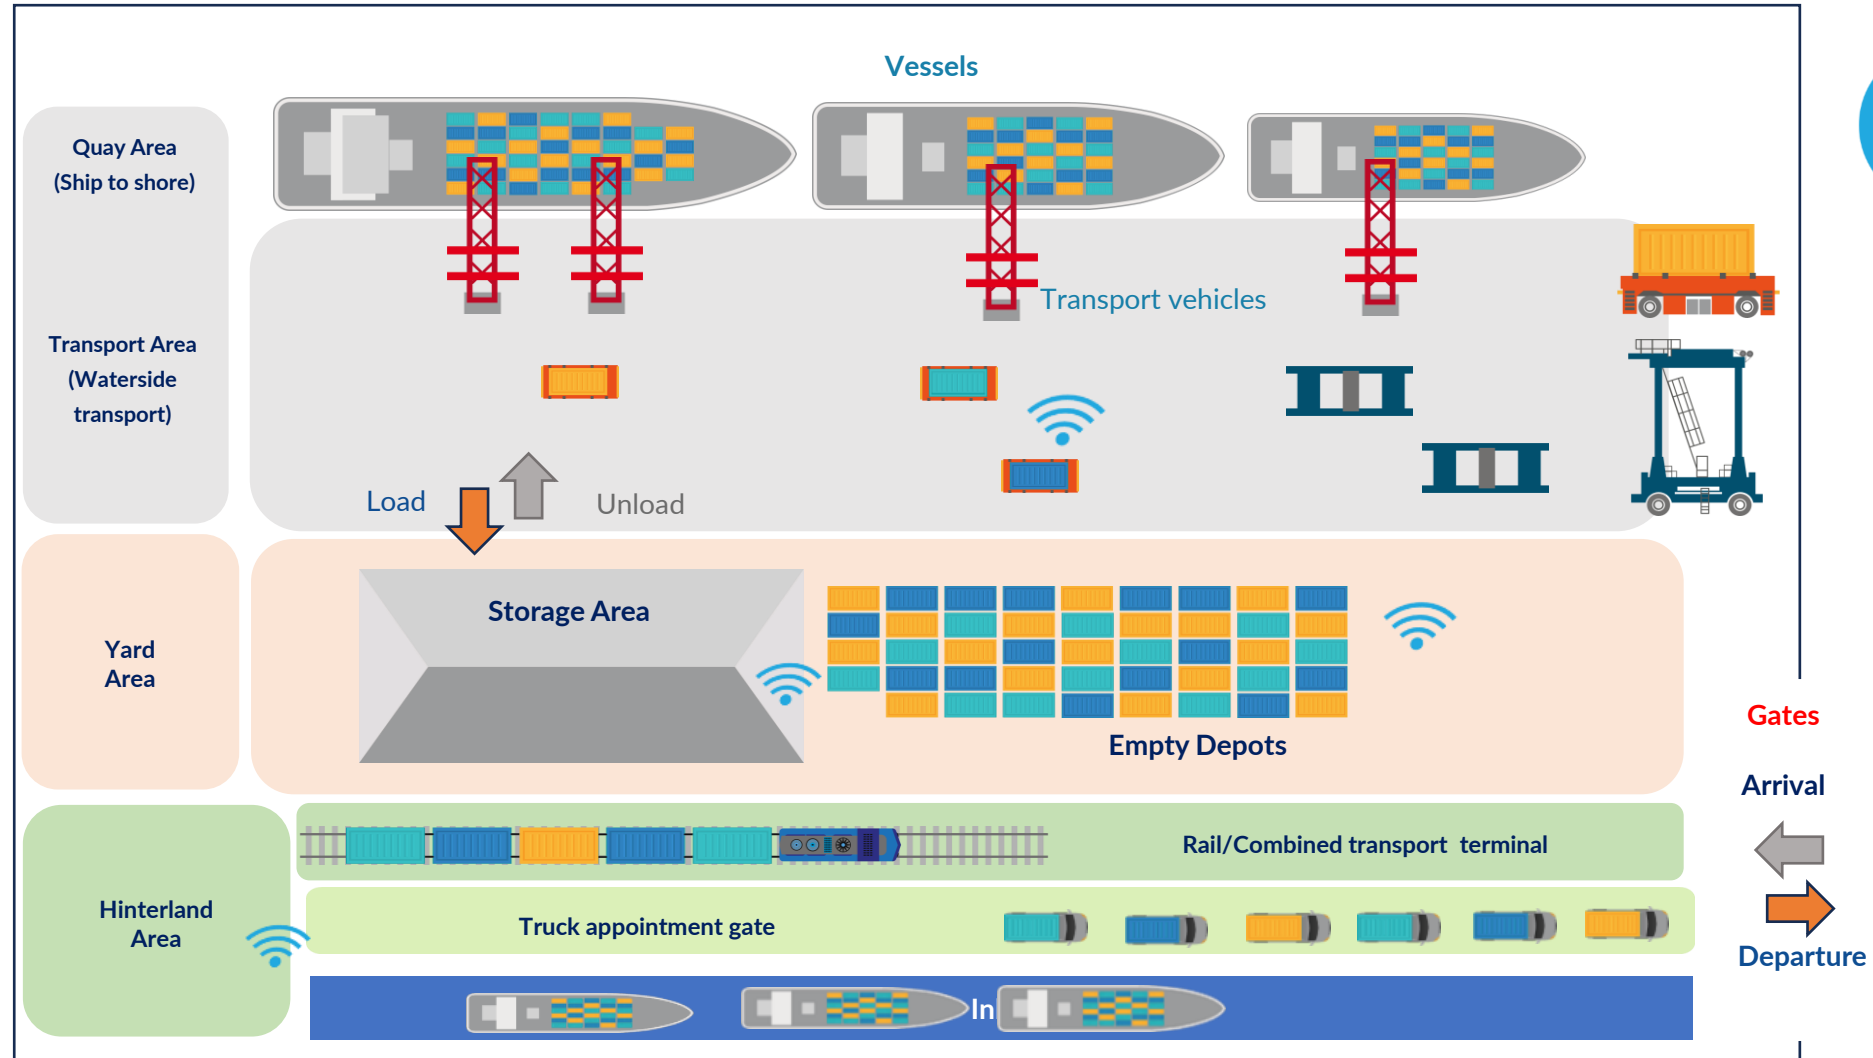 Vessels
Quay Area
(Ship to shore)
Transport vehicles
Transport Area
(Waterside
transport)
Load
Unload
Storage Area
Yard
Area
Empty Depots
Gates
Arrival
Rail/Combined transport terminal
Hinterland
Area
Truck appointment gate
Departure